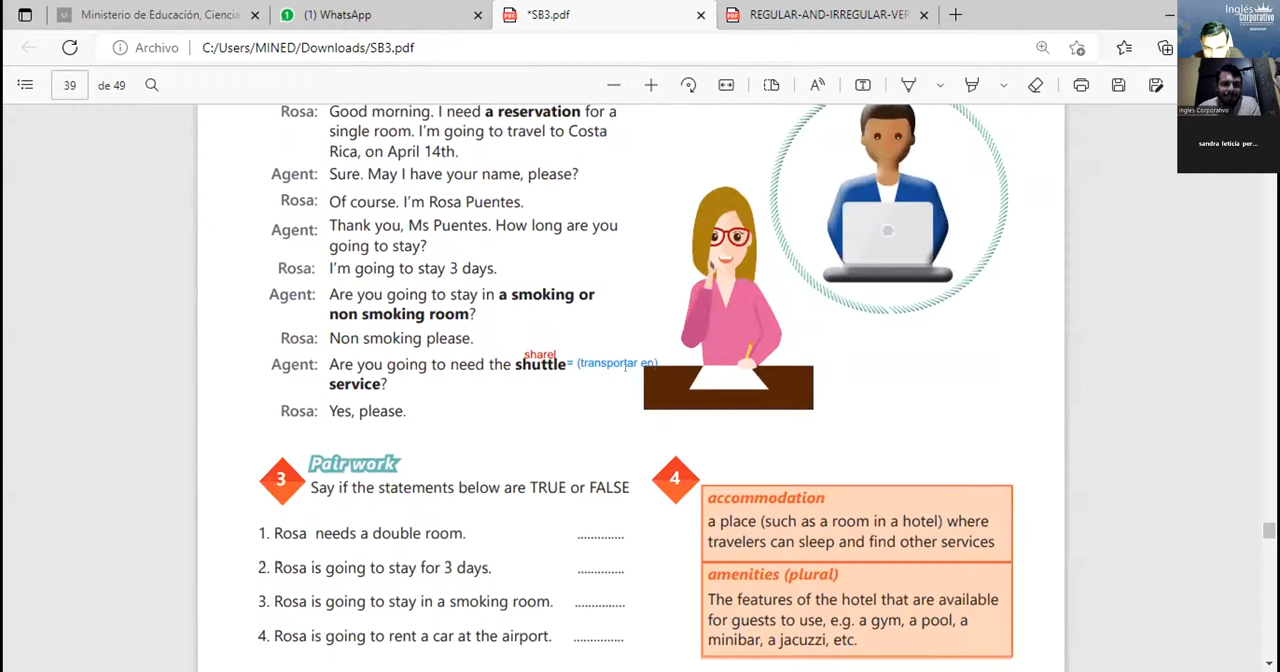 Ministerio de Educación, Ciencia
(1) WhatsApp
*SB3.pdf
REGULAR-AND-IRREGULAR-VER
Archivo
C:/Users/MINED/Downloads/SB3.pdf
39 de 49
Inglés
Corporativo
Inglés Corporativo
sandra leticia per...
Rosa: Good morning. I need a reservation for a
single room. I'm going to travel to Costa
Rica, on April 14th.
Agent: Sure. May I have your name, please?
Rosa: Of course. I'm Rosa Puentes.
Agent: Thank you, Ms Puentes. How long are you
going to stay?
Rosa: I'm going to stay 3 days.
Agent: Are you going to stay in a smoking or
non smoking room?
Rosa: Non smoking please.
sharel
Agent: Are you going to need the shuttle = (transportar en)
service?
Rosa: Yes, please.
3 Pair work
Say if the statements below are TRUE or FALSE
1. Rosa needs a double room. ..............
2. Rosa is going to stay for 3 days. ..............
3. Rosa is going to stay in a smoking room. ...............
4. Rosa is going to rent a car at the airport. ...............
4
accommodation
a place (such as a room in a hotel) where
travelers can sleep and find other services
amenities (plural)
The features of the hotel that are available
for guests to use, e.g. a gym, a pool, a
minibar, a jacuzzi, etc.